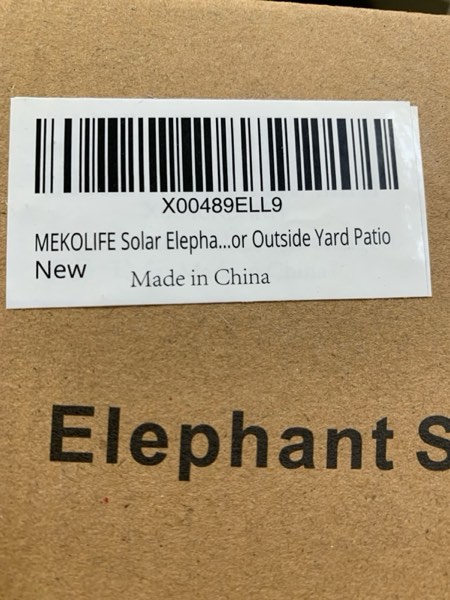 X00489ELL9
MEKOLIFE Solar Elepha...or Outside Yard Patio
New
Made in China
Elephant S